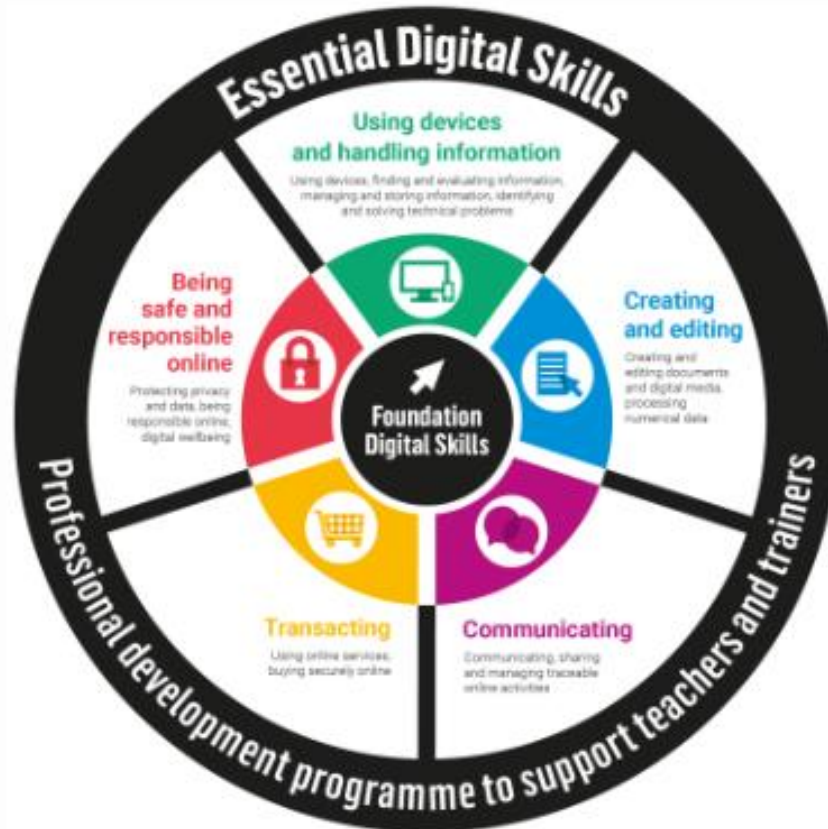 Essential Digital Skills
Using devices
and handling information
Using devices, finding and evaluating information,
managing and storing information, identifying
and solving technical problems
Being
safe and
responsible
online
Protecting privacy
and data, being
responsible online,
digital wellbeing
Creating
and editing
Creating and
editing documents
and digital media,
processing
numerical data
Foundation
Digital Skills
Transacting
Using online services,
buying securely online
Communicating
Communicating, sharing
and managing traceable
online activities
Professional development programme to support teachers and trainers